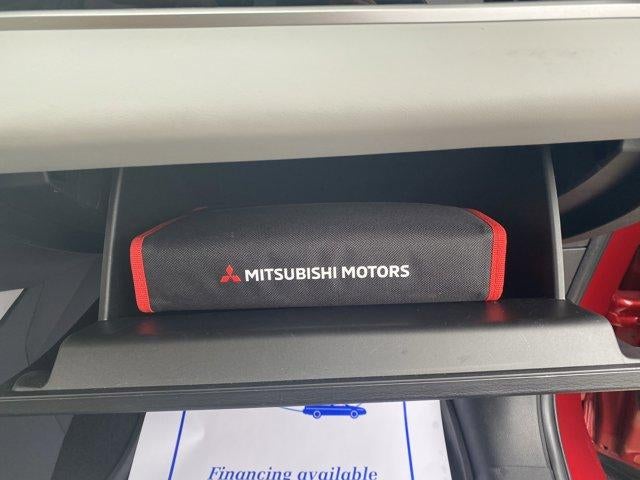 MITSUBISHI MOTORS
Financing available